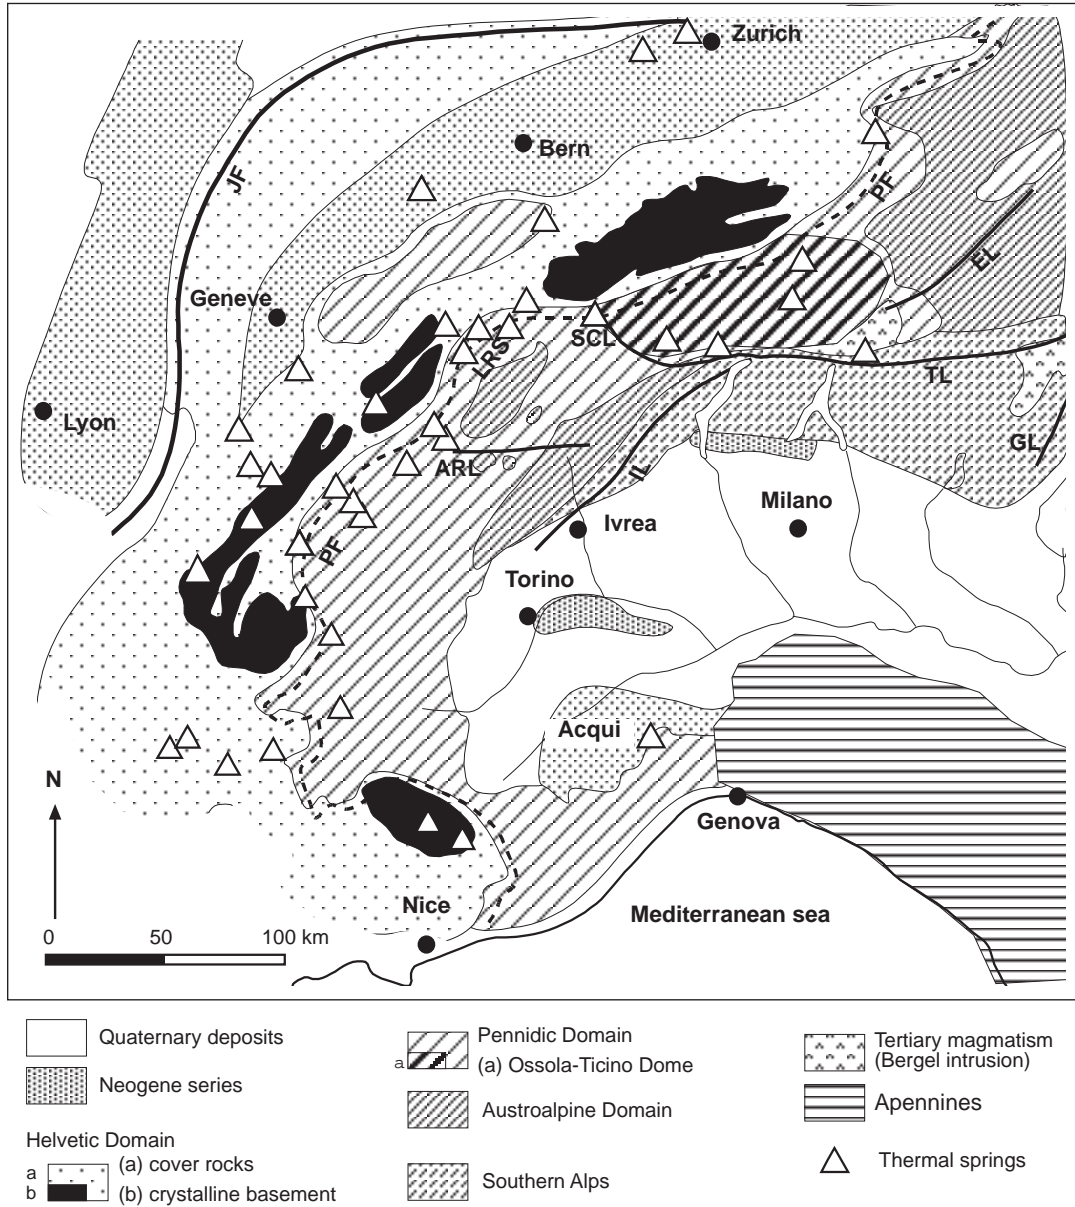 Zurich
Bern
JF
PF
EL
Geneve
SCL
LRS
TL
Lyon
ARL
IL
GL
Milano
Ivrea
PF
Torino
Acqui
N
Genova
Nice
Mediterranean sea
0 50 100 km
Quaternary deposits
Neogene series
Helvetic Domain
a (a) cover rocks
b (b) crystalline basement
Pennidic Domain
a (a) Ossola-Ticino Dome
Austroalpine Domain
Southern Alps
Tertiary magmatism
(Bergel intrusion)
Apennines
Thermal springs